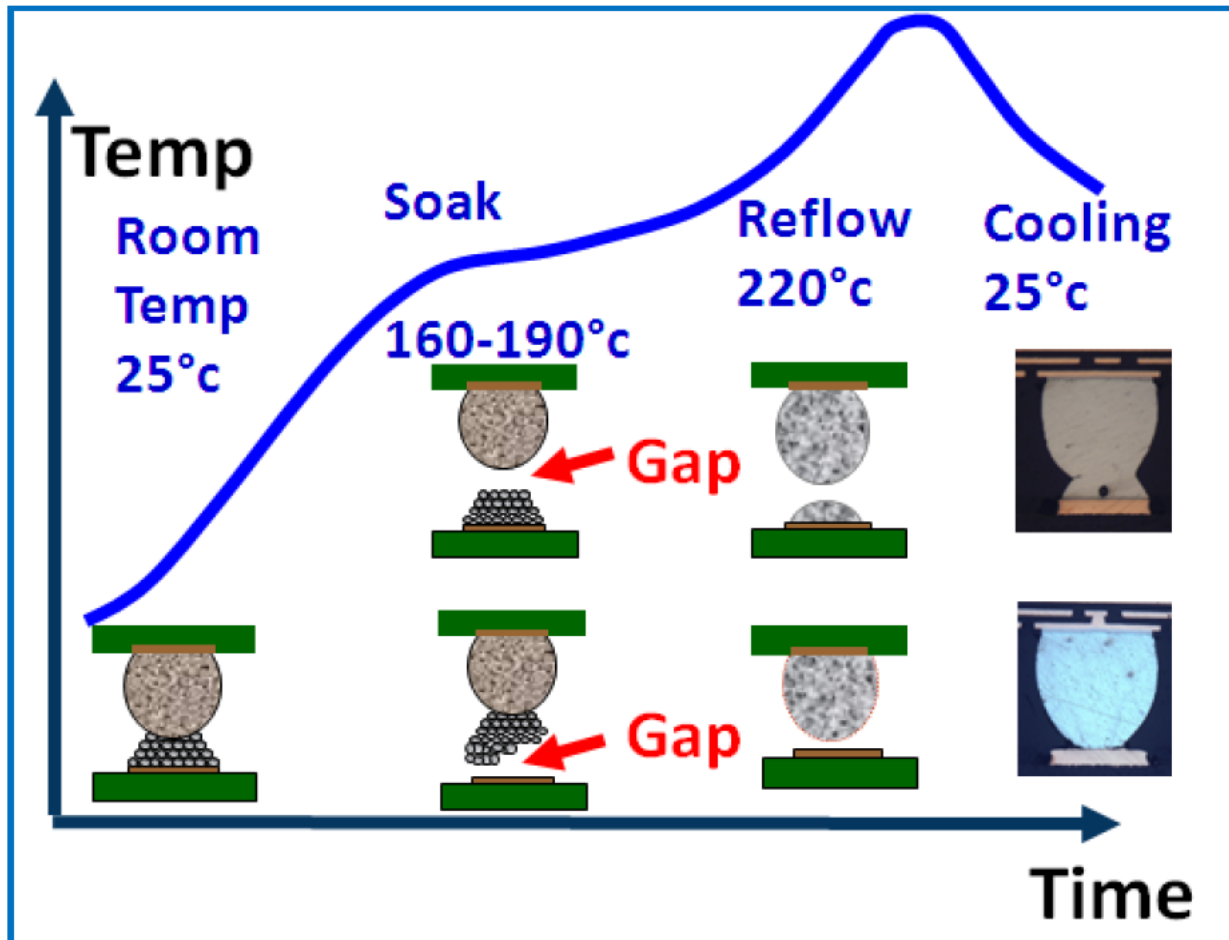 Temp
Room
Temp
25°c
Soak
160-190°c
Reflow
220°c
Cooling
25°c
Gap
Gap
Time